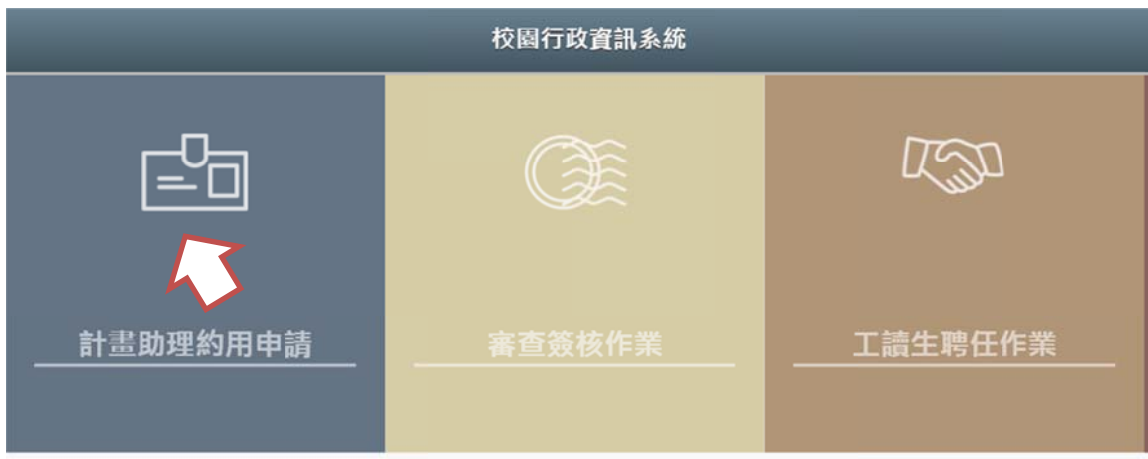 校園行政資訊系統
計畫助理約用申請
審查簽核作業
工讀生聘任作業